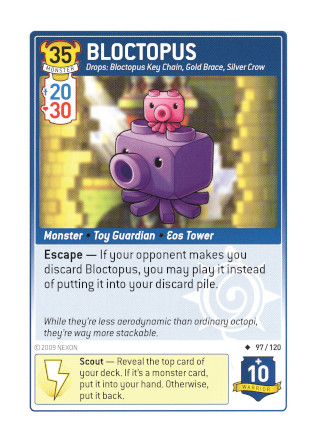 35
MONSTER
BLOCTOPUS
Drops: Bloctopus Key Chain, Gold Brace, Silver Crow
20
30
Monster • Toy Guardian • Eos Tower
Escape — If your opponent makes you
discard Bloctopus, you may play it instead
of putting it into your discard pile.
While they're less aerodynamic than ordinary octopi,
they're way more stackable.
©2009 NEXON
◆ 97/120
Scout — Reveal the top card of
your deck. If it's a monster card,
put it into your hand. Otherwise,
put it back.
10
WARRIOR